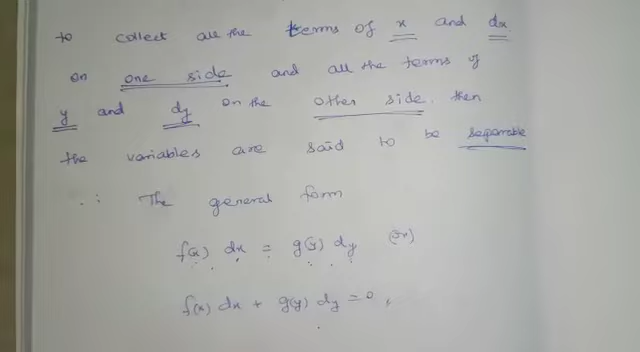 to collect all the terms of x and dx
on one side and all the terms of
y and dy on the other side. then
the variables are said to be separable
∴ The general form
f(x) dx = g(y) dy (or)
f(x) dx + g(y) dy = 0,